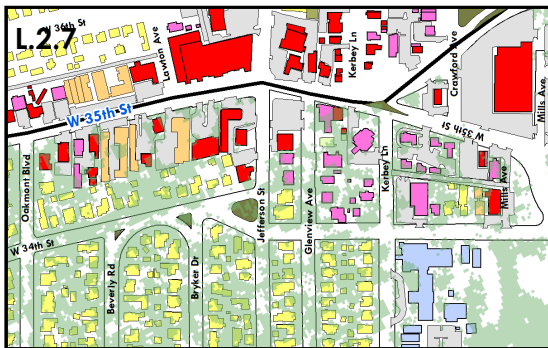 W 36th St
L.2.7
Lawton Ave
Kerbey Ln
Crawford Ave
Mills Ave
W 35th St
W 35th St
Oakmont Blvd
Kerbey Ln
Mills Ave
Jefferson St
Glenview Ave
W 34th St
Beverly Rd
Bryker Dr